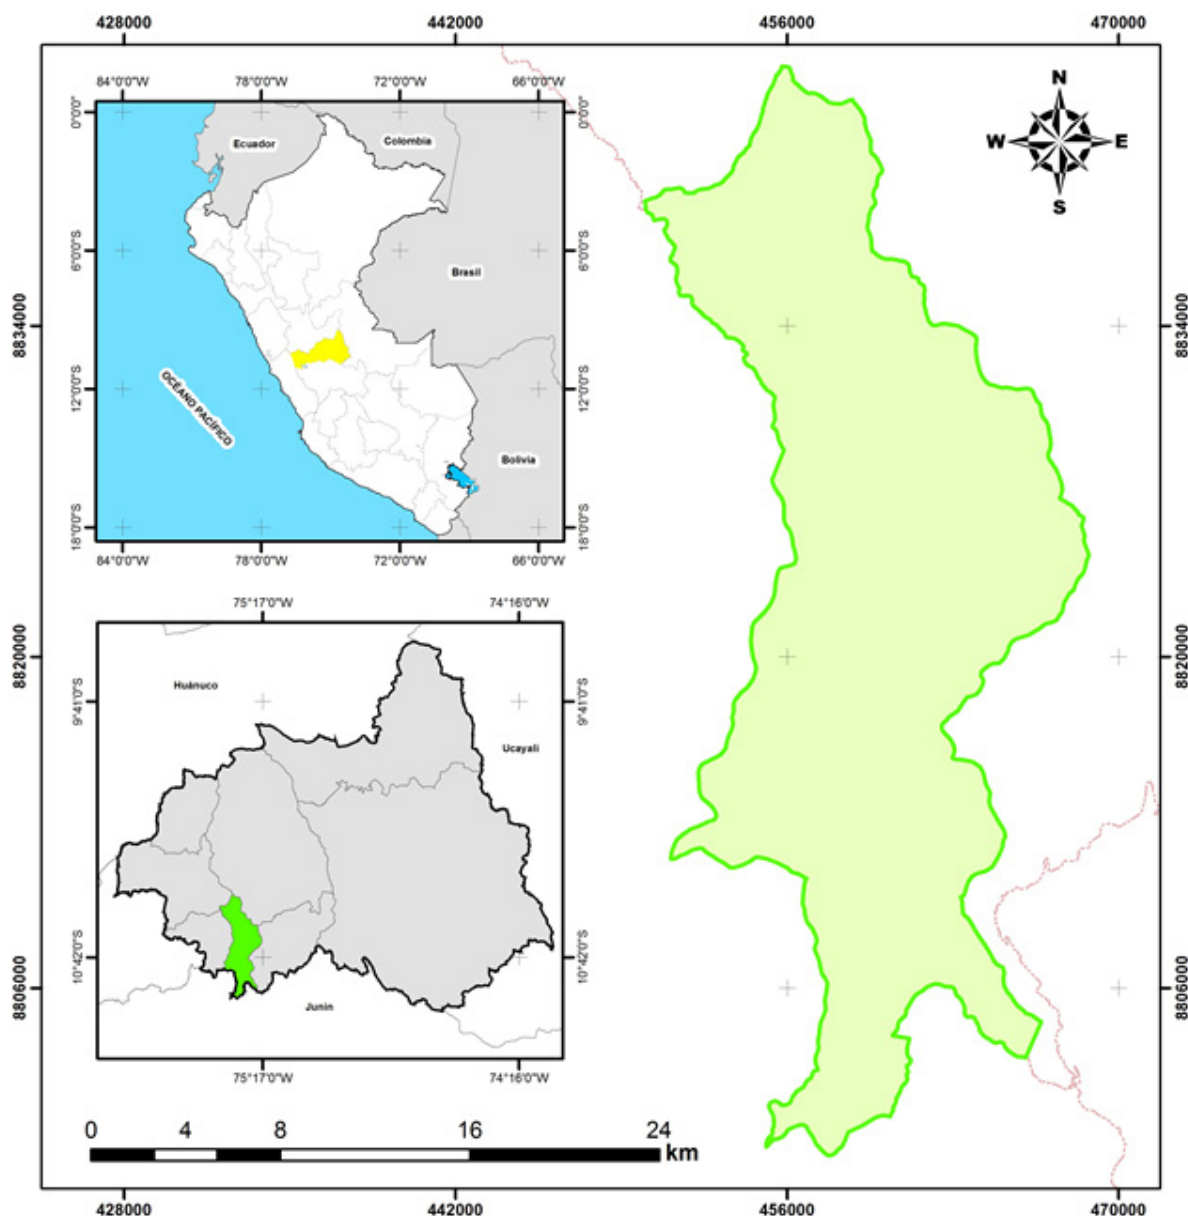 428000 442000 456000 470000
84°0'0"W 78°0'0"W 72°0'0"W 66°0'0"W
N
W E
S
0°0'0" 0°0'0"
Ecuador Colombia
6°0'0"S 6°0'0"S
Brasil
8834000 8834000
12°0'0"S 12°0'0"S
OCÉANO PACÍFICO
Bolivia
18°0'0"S 18°0'0"S
84°0'0"W 78°0'0"W 72°0'0"W 66°0'0"W
75°17'0"W 74°16'0"W
8820000 8820000
Huánuco
9°41'0"S 9°41'0"S
Ucayali
10°42'0"S 10°42'0"S
8806000 8806000
Junín
75°17'0"W 74°16'0"W
0 4 8 16 24
km
428000 442000 456000 470000